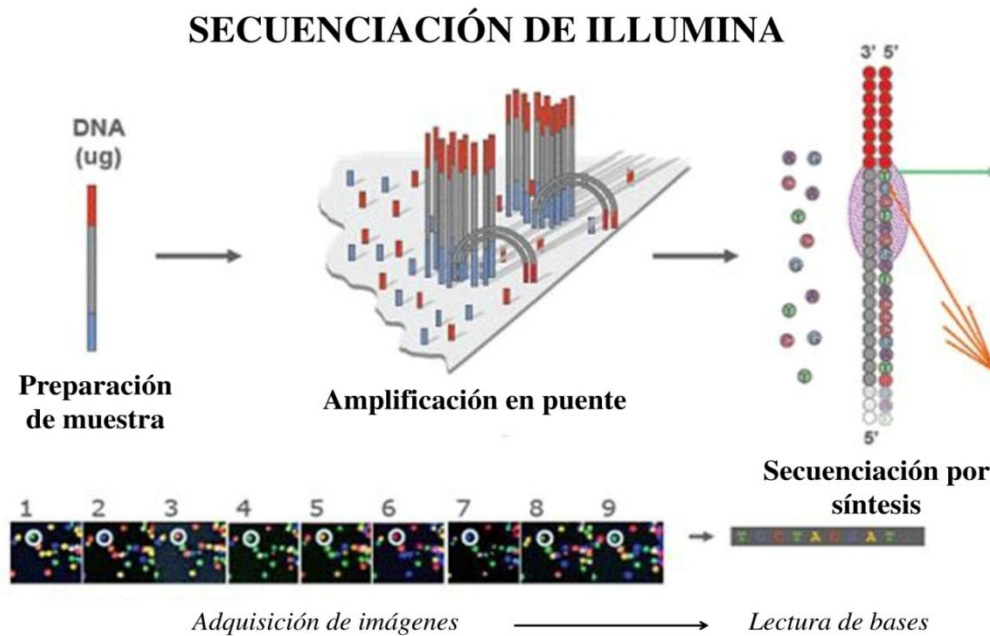 SECUENCIACIÓN DE ILLUMINA
DNA
(ug)
3' 5'
5'
Preparación
de muestra
Amplificación en puente
Secuenciación por
síntesis
1 2 3 4 5 6 7 8 9
Adquisición de imágenes
Lectura de bases